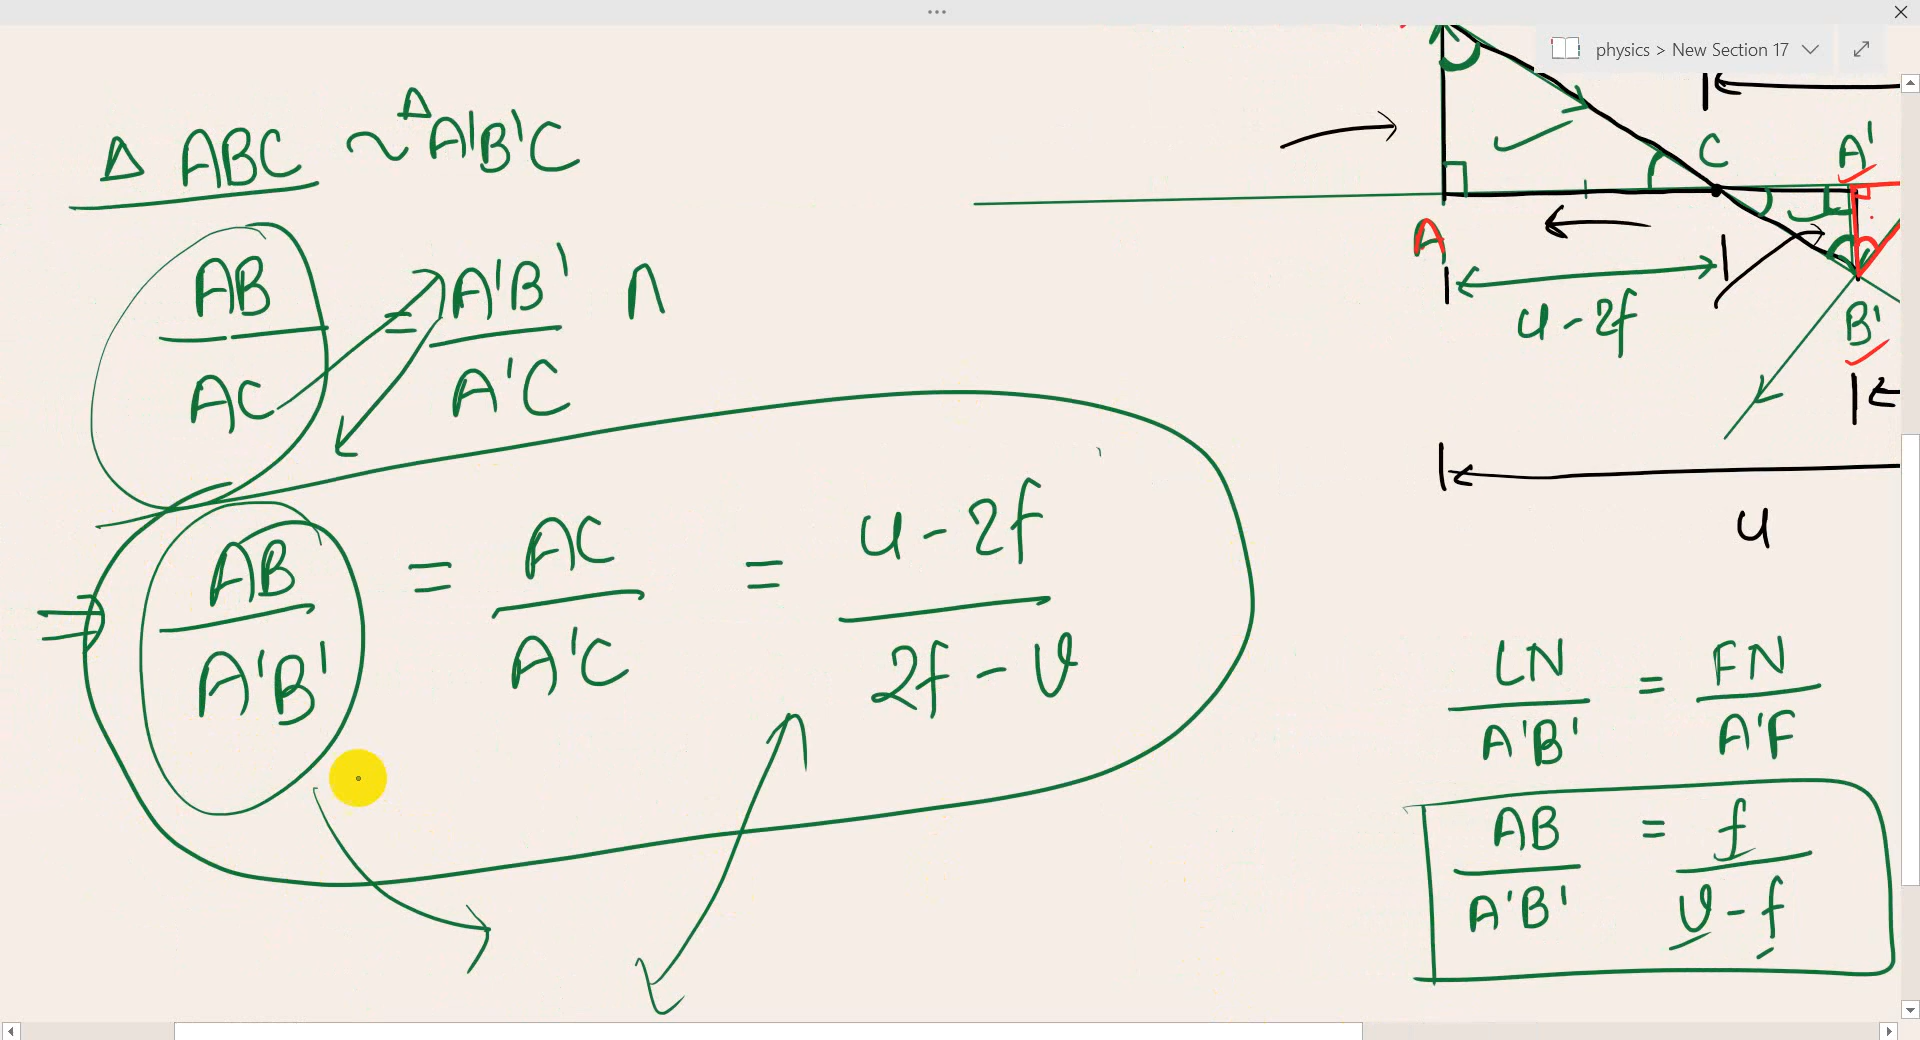 physics > New Section 17
Δ ABC ~ Δ A'B'C
AB / AC = A'B' / A'C
⇒ AB / A'B' = AC / A'C = u - 2f / 2f - v
C
A'
A
B'
u - 2f
u
LN / A'B' = FN / A'F
AB / A'B' = f / v - f